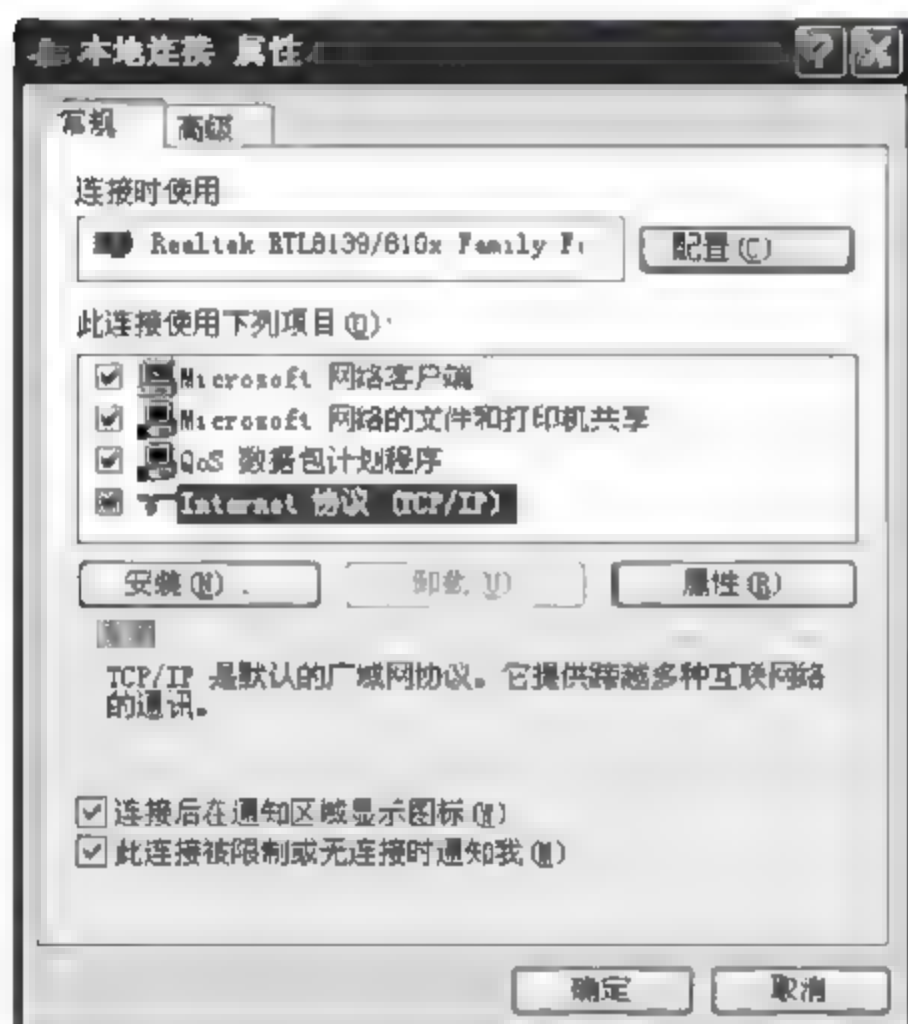 本地连接 属性
常规
高级
连接时使用
Realtek RTL8139/810x Family F
配置(C)
此连接使用下列项目(O):
Microsoft 网络客户端
Microsoft 网络的文件和打印机共享
QoS 数据包计划程序
Internet 协议 (TCP/IP)
安装(N)
卸载(U)
属性(R)
TCP/IP 是默认的广域网协议。它提供跨越多种互联网络
的通讯。
连接后在通知区域显示图标(W)
此连接被限制或无连接时通知我(M)
确定
取消